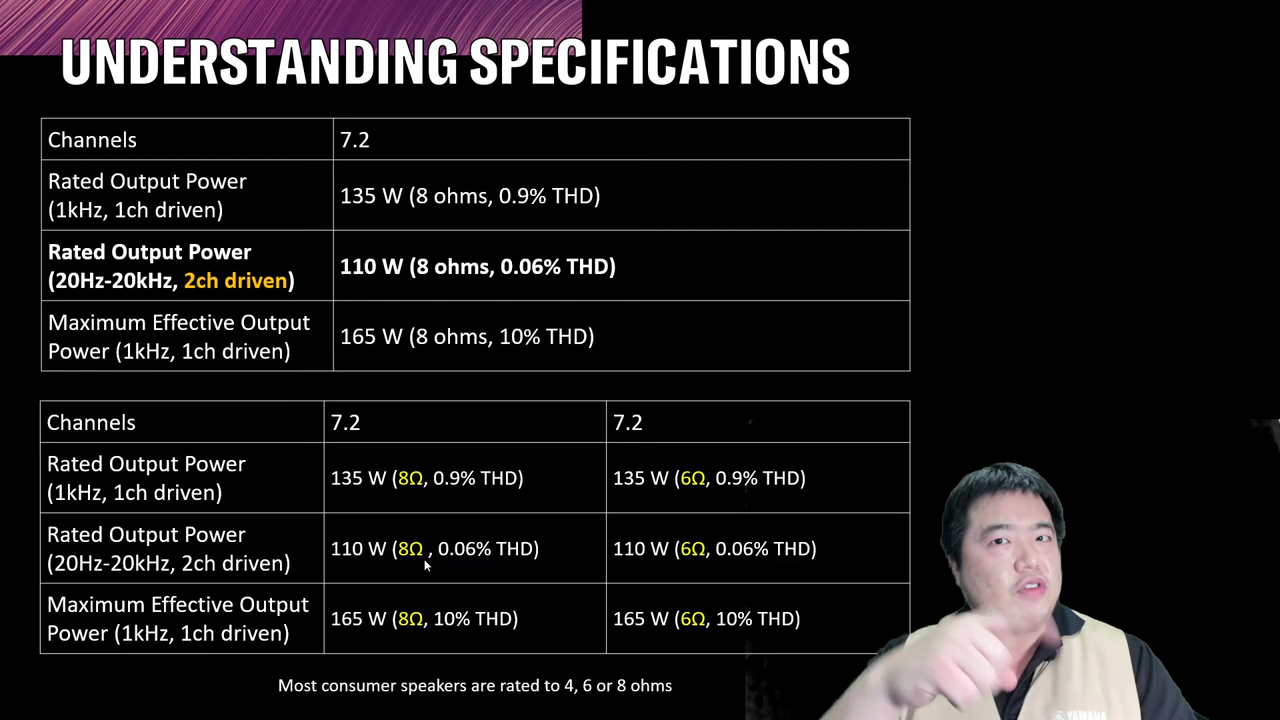 UNDERSTANDING SPECIFICATIONS
Channels
7.2
Rated Output Power
(1kHz, 1ch driven)
135 W (8 ohms, 0.9% THD)
Rated Output Power
(20Hz-20kHz, 2ch driven)
110 W (8 ohms, 0.06% THD)
Maximum Effective Output
Power (1kHz, 1ch driven)
165 W (8 ohms, 10% THD)
Channels
7.2
7.2
Rated Output Power
(1kHz, 1ch driven)
135 W (8Ω, 0.9% THD)
135 W (6Ω, 0.9% THD)
Rated Output Power
(20Hz-20kHz, 2ch driven)
110 W (8Ω , 0.06% THD)
110 W (6Ω, 0.06% THD)
Maximum Effective Output
Power (1kHz, 1ch driven)
165 W (8Ω, 10% THD)
165 W (6Ω, 10% THD)
Most consumer speakers are rated to 4, 6 or 8 ohms
YAMAHA